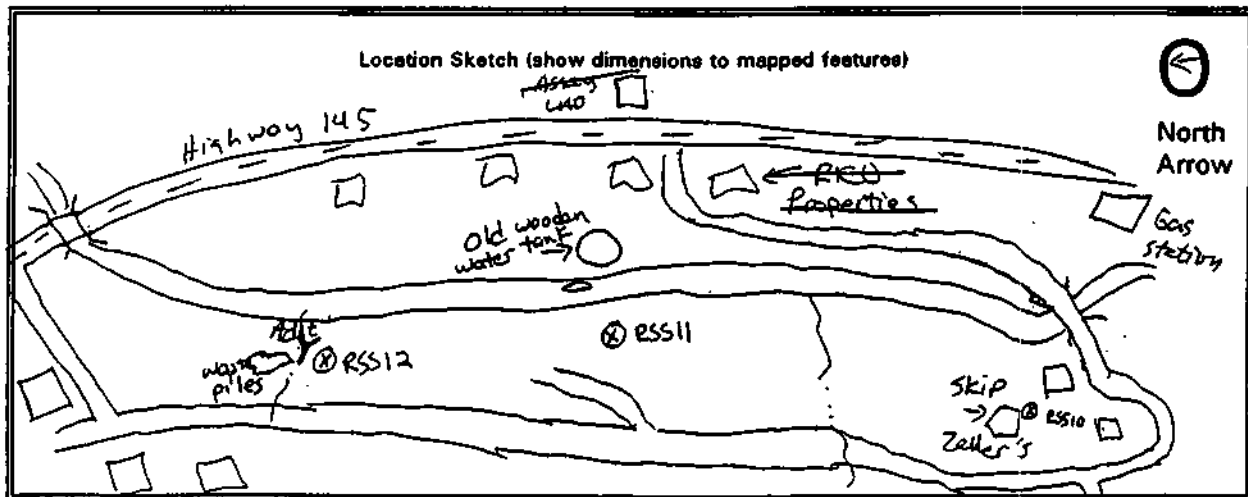 Location Sketch (show dimensions to mapped features)
North
Arrow
Highway 145
Properties
Gas
station
Old wooden
water tank
Adit
waste
piles
RSS12
RSS11
Skip
Zeller's
RSS10